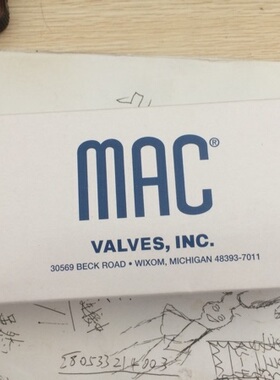 MAC®
VALVES, INC.
30569 BECK ROAD • WIXOM, MICHIGAN 48393-7011